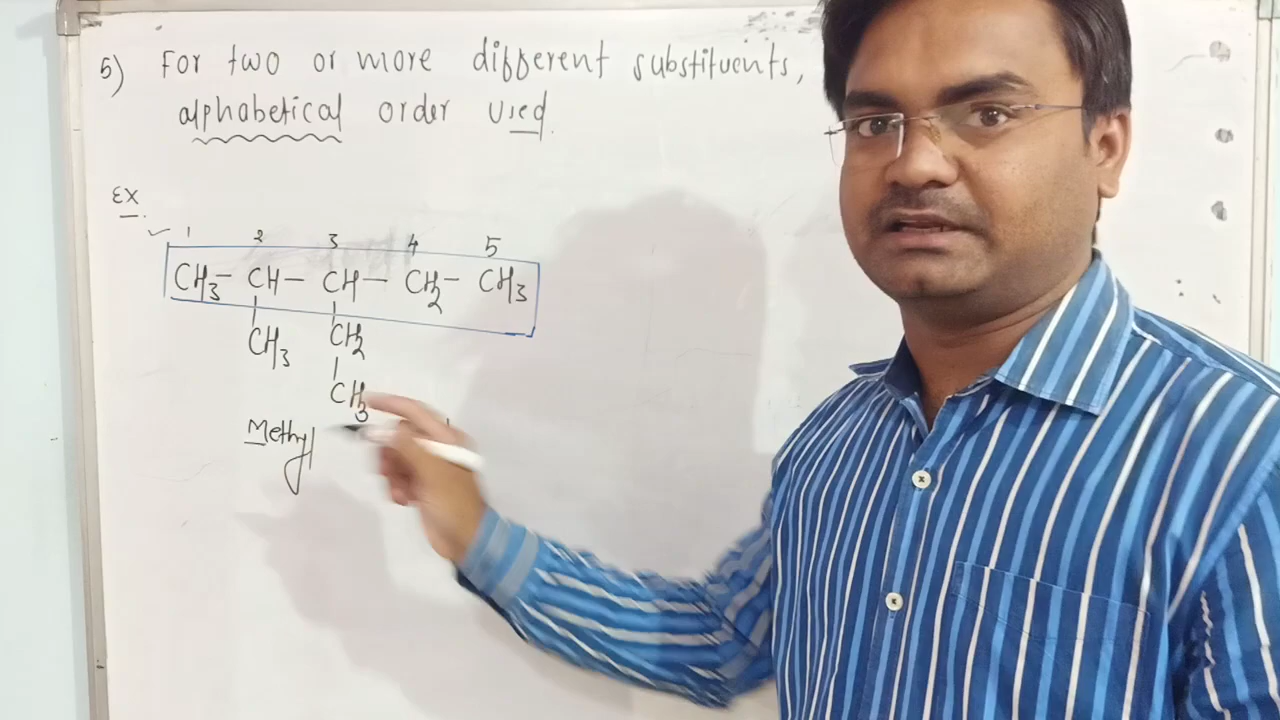 5) For two or more different substituents,
alphabetical order used.
Ex.
1 2 3 4 5
CH3- CH- CH- CH2- CH3
CH3 CH2
CH3
Methyl